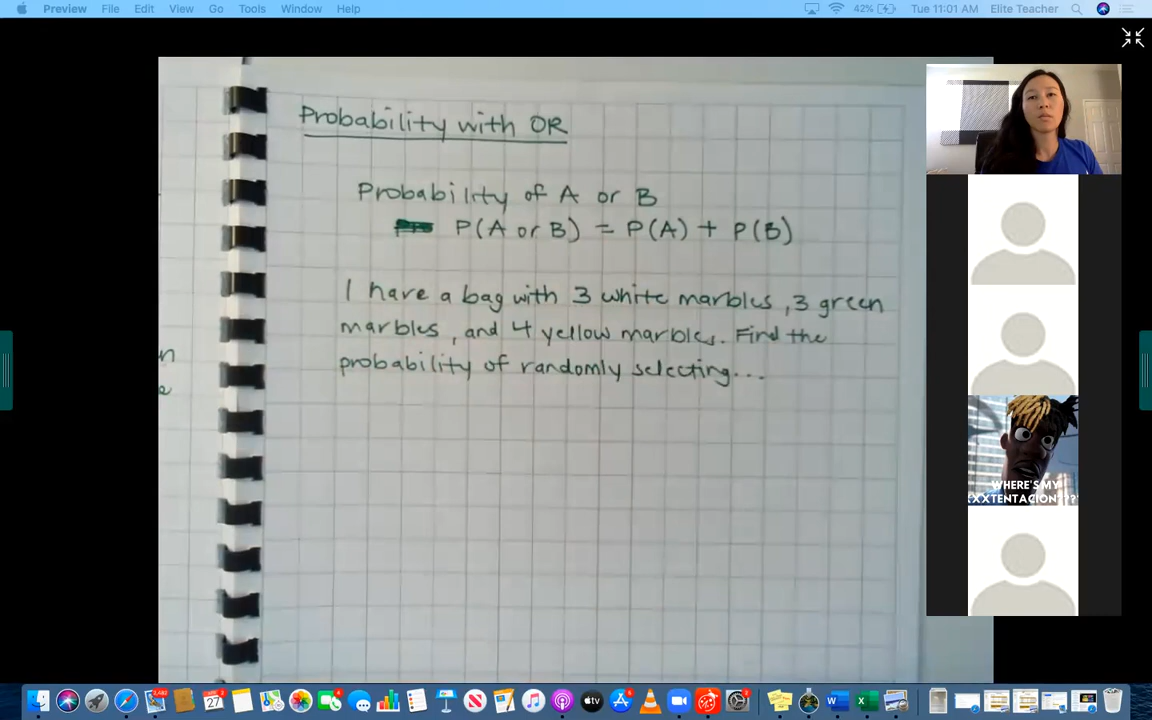 Preview File Edit View Go Tools Window Help 42% Tue 11:01 AM Elite Teacher
Probability with OR
Probability of A or B
P(A or B) = P(A) + P(B)
I have a bag with 3 white marbles, 3 green
marbles, and 4 yellow marbles. Find the
probability of randomly selecting...
n
e
WHERE'S MY
XXXTENTACION???
27